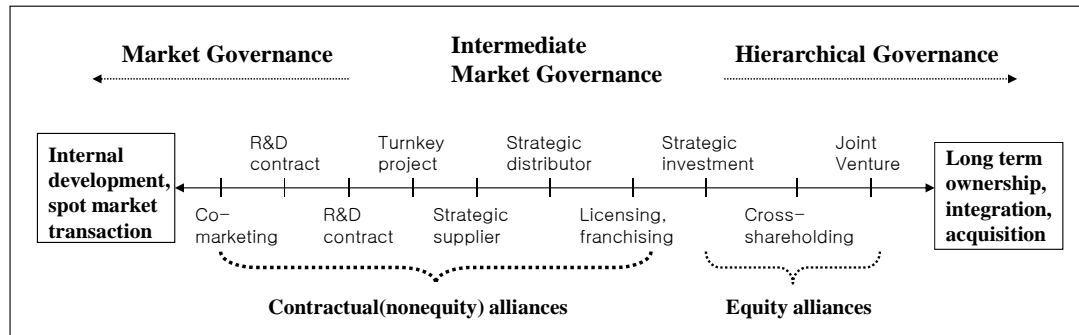 Market Governance
Intermediate
Market Governance
Hierarchical Governance
Internal
development,
spot market
transaction
R&D
contract
Turnkey
project
Strategic
distributor
Strategic
investment
Joint
Venture
Long term
ownership,
integration,
acquisition
Co-
marketing
R&D
contract
Strategic
supplier
Licensing,
franchising
Cross-
shareholding
Contractual(nonequity) alliances
Equity alliances